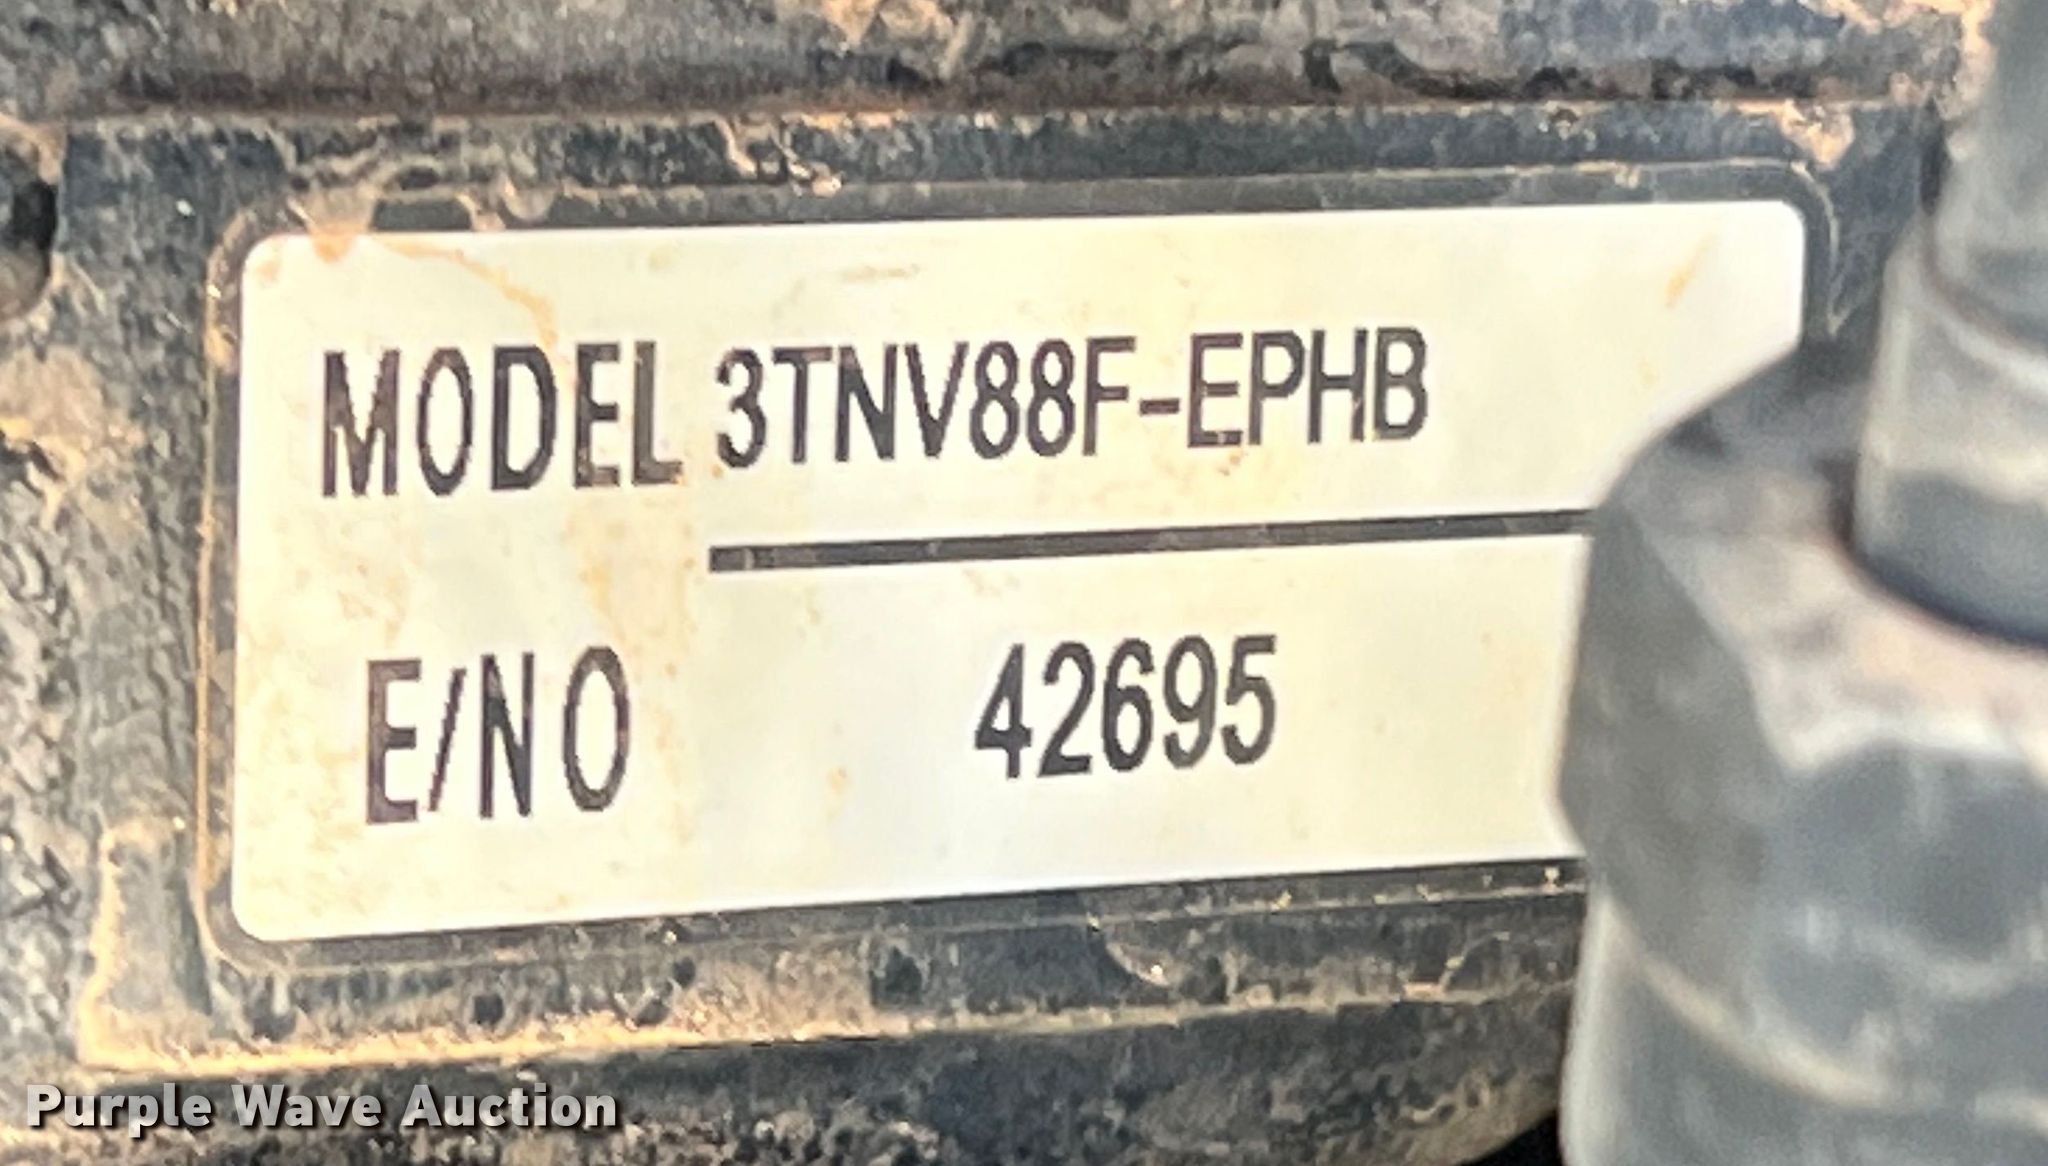 MODEL 3TNV88F-EPHB
E/NO 42695
Purple Wave Auction